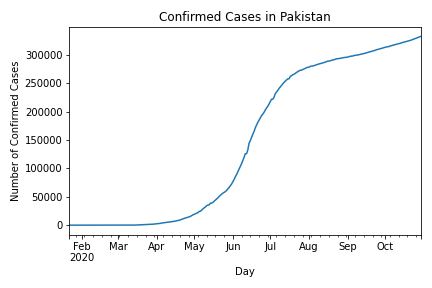 Confirmed Cases in Pakistan
Number of Confirmed Cases
300000
250000
200000
150000
100000
50000
0
Feb Mar Apr May Jun Jul Aug Sep Oct
2020
Day